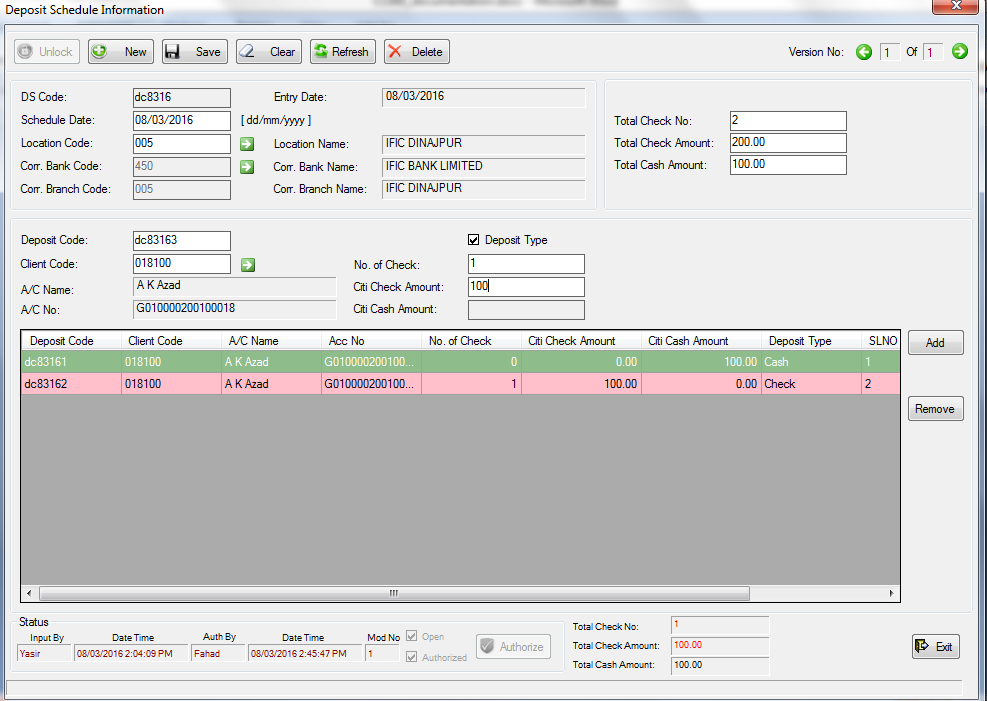 Deposit Schedule Information
Unlock New Save Clear Refresh Delete Version No: 1 Of 1
DS Code: dc8316 Entry Date: 08/03/2016
Schedule Date: 08/03/2016 [ dd/mm/yyyy ]
Location Code: 005 Location Name: IFIC DINAJPUR
Corr. Bank Code: 450 Corr. Bank Name: IFIC BANK LIMITED
Corr. Branch Code: 005 Corr. Branch Name: IFIC DINAJPUR
Total Check No: 2
Total Check Amount: 200.00
Total Cash Amount: 100.00
Deposit Code: dc83163 Deposit Type
Client Code: 018100 No. of Check: 1
A/C Name: A K Azad Citi Check Amount: 100
A/C No: G010000200100018 Citi Cash Amount:
Deposit Code Client Code A/C Name Acc No No. of Check Citi Check Amount Citi Cash Amount Deposit Type SLNO
dc83161 018100 A K Azad G010000200100... 0 0.00 100.00 Cash 1
dc83162 018100 A K Azad G010000200100... 1 100.00 0.00 Check 2
Add
Remove
Status
Input By Date Time Auth By Date Time Mod No Open
Yasir 08/03/2016 2:04:09 PM Fahad 08/03/2016 2:45:47 PM 1 Authorized
Authorize
Total Check No: 1
Total Check Amount: 100.00
Total Cash Amount: 100.00
Exit